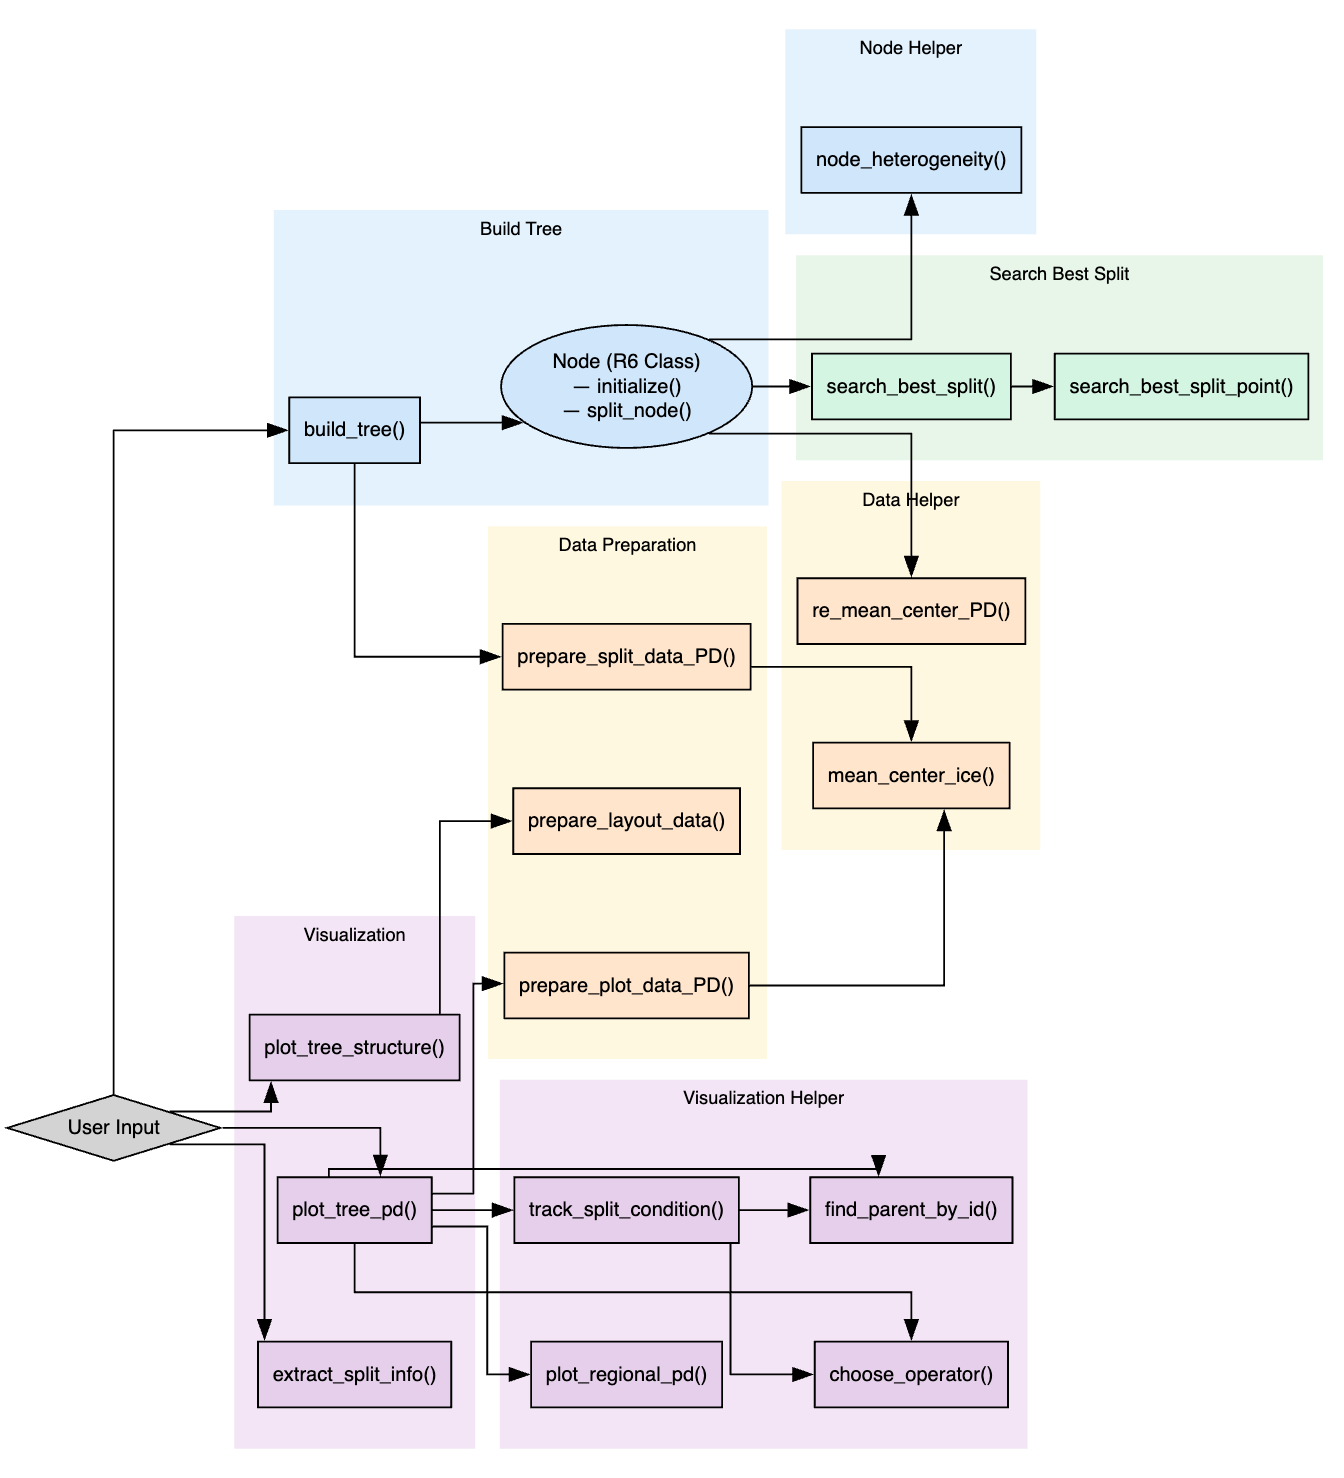 Node Helper
node_heterogeneity()
Build Tree
Node (R6 Class)
— initialize()
— split_node()
build_tree()
Search Best Split
search_best_split()
search_best_split_point()
Data Helper
re_mean_center_PD()
mean_center_ice()
Data Preparation
prepare_split_data_PD()
prepare_layout_data()
prepare_plot_data_PD()
Visualization
plot_tree_structure()
User Input
plot_tree_pd()
extract_split_info()
Visualization Helper
track_split_condition()
find_parent_by_id()
plot_regional_pd()
choose_operator()